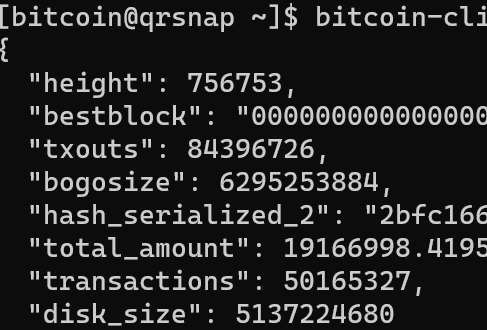 [bitcoin@qrsnap ~]$ bitcoin-cli
{
"height": 756753,
"bestblock": "0000000000000000
"txouts": 84396726,
"bogosize": 6295253884,
"hash_serialized_2": "2bfc166
"total_amount": 19166998.4195
"transactions": 50165327,
"disk_size": 5137224680